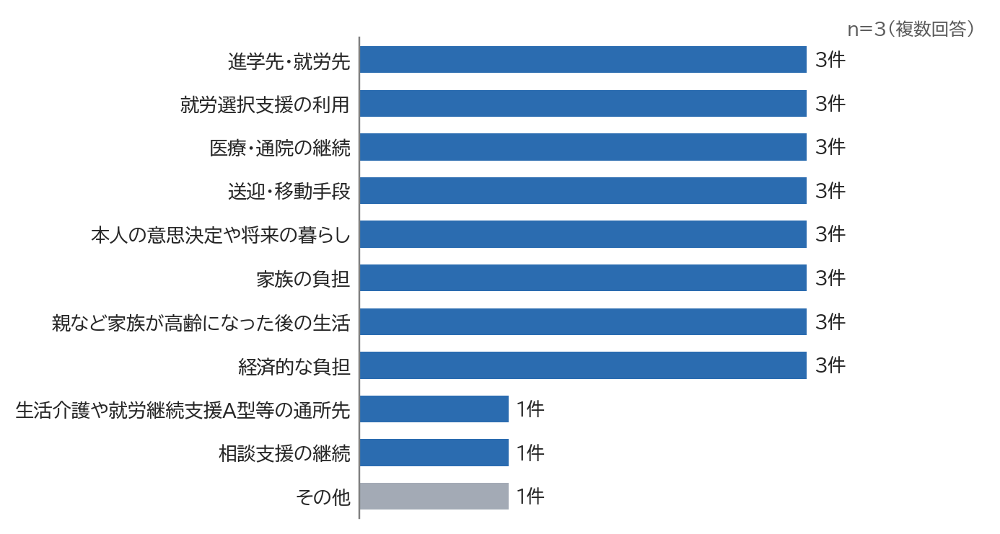 n=3(複数回答)
進学先・就労先 3件
就労選択支援の利用 3件
医療・通院の継続 3件
送迎・移動手段 3件
本人の意思決定や将来の暮らし 3件
家族の負担 3件
親など家族が高齢になった後の生活 3件
経済的な負担 3件
生活介護や就労継続支援A型等の通所先 1件
相談支援の継続 1件
その他 1件